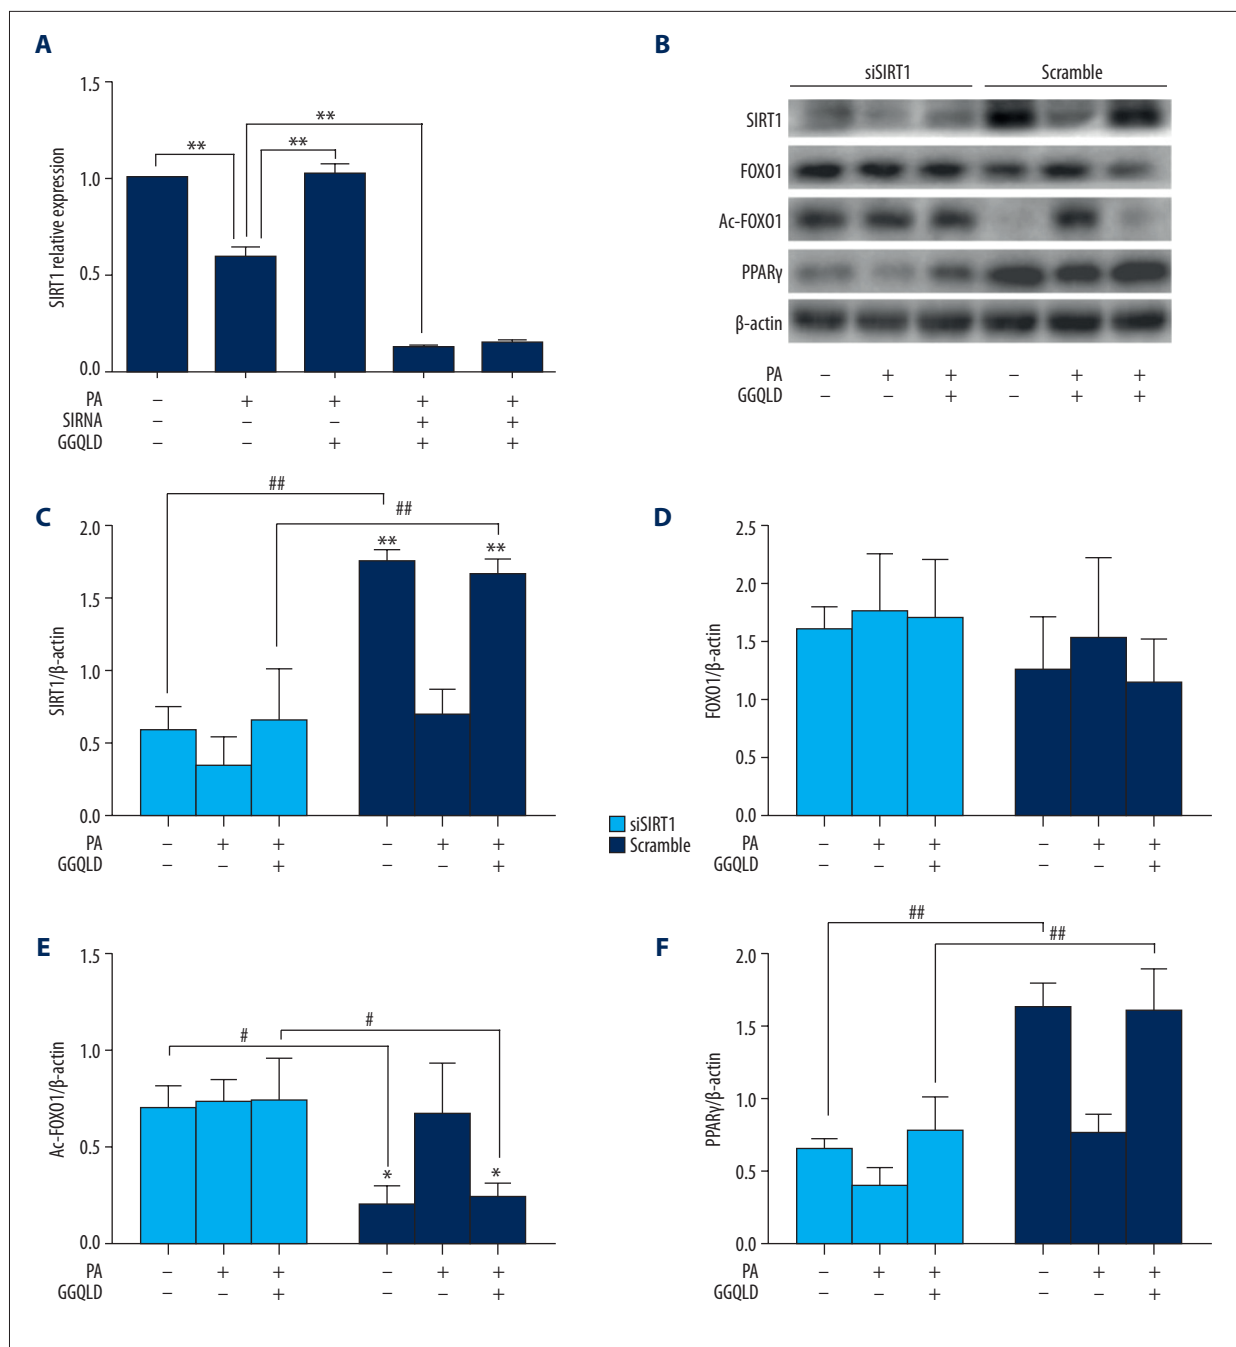 A
1.5
1.0
0.5
0.0
SIRT1 relative expression
** ** **
PA – + + + +
SIRNA – – – + +
GGQLD – – + + +
B
siSIRT1 Scramble
SIRT1
FOXO1
Ac-FOXO1
PPARγ
β-actin
PA – + + – + +
GGQLD – – + – + +
C
2.0
1.5
1.0
0.5
0.0
SIRT1/β-actin
## ##
** **
PA – + + – + +
GGQLD – – + – – +
siSIRT1
Scramble
D
2.5
2.0
1.5
1.0
0.5
0.0
FOXO1/β-actin
PA – + + – + +
GGQLD – – + – – +
E
1.5
1.0
0.5
0.0
Ac-FOXO1/β-actin
# #
* *
PA – + + – + +
GGQLD – – + – – +
F
2.0
1.5
1.0
0.5
0.0
PPARγ/β-actin
## ##
PA – + + – + +
GGQLD – – + – – +